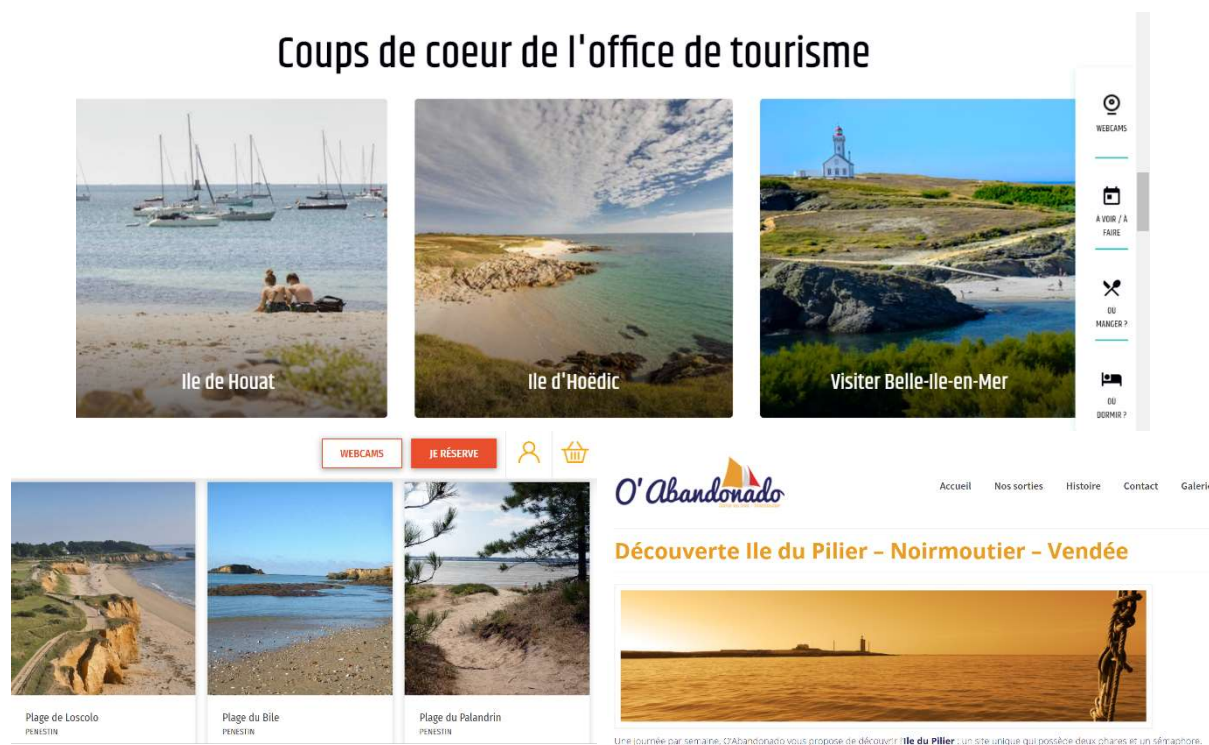 Coups de coeur de l'office de tourisme
WEBCAMS
A VOIR / A
FAIRE
OU
MANGER ?
OU
DORMIR ?
Ile de Houat
Ile d'Hoëdic
Visiter Belle-Ile-en-Mer
WEBCAMS
JE RÉSERVE
Plage de Loscolo
PENESTIN
Plage du Bile
PENESTIN
Plage du Palandrin
PENESTIN
O' Abandonado
Accueil
Nos sorties
Histoire
Contact
Galerie
Découverte Ile du Pilier – Noirmoutier – Vendée
Une journée par semaine, O'Abandonado vous propose de découvrir l'Ile du Pilier : un site unique qui possède deux phares et un sémaphore.